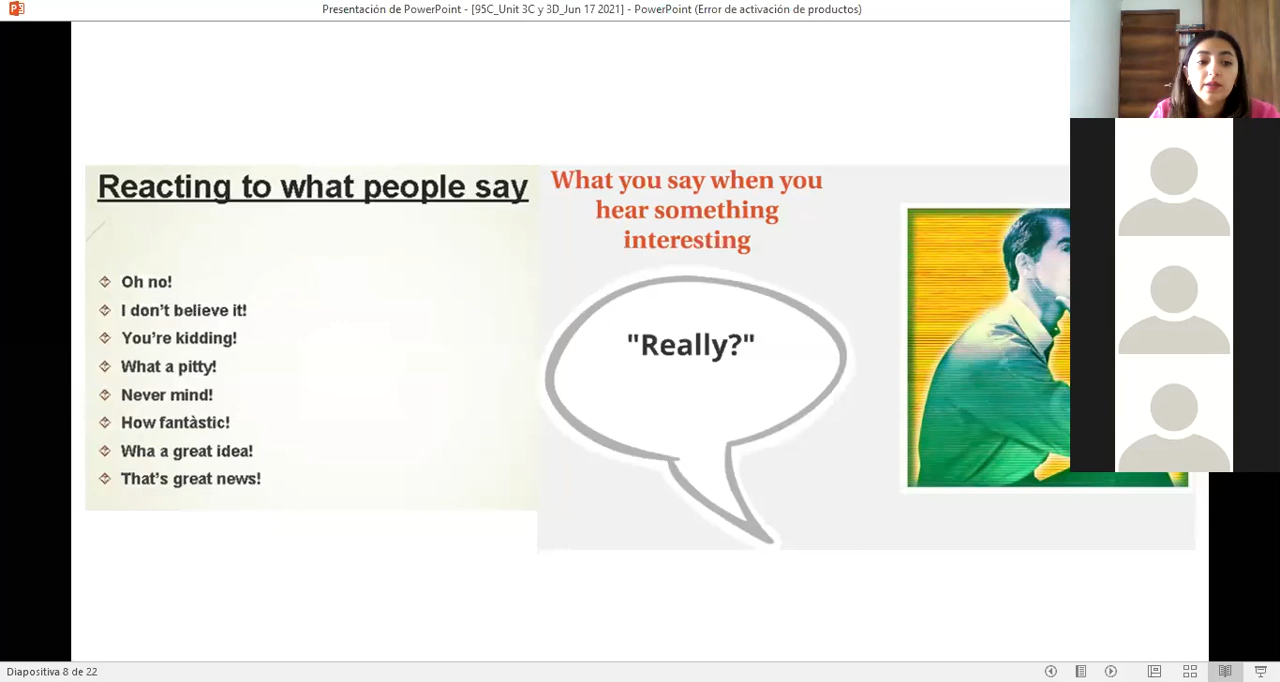 Presentación de PowerPoint - [95C_Unit 3C y 3D_Jun 17 2021] - PowerPoint (Error de activación de productos)
Reacting to what people say
Oh no!
I don't believe it!
You're kidding!
What a pitty!
Never mind!
How fantàstic!
Wha a great idea!
That's great news!
What you say when you
hear something
interesting
"Really?"
Diapositiva 8 de 22